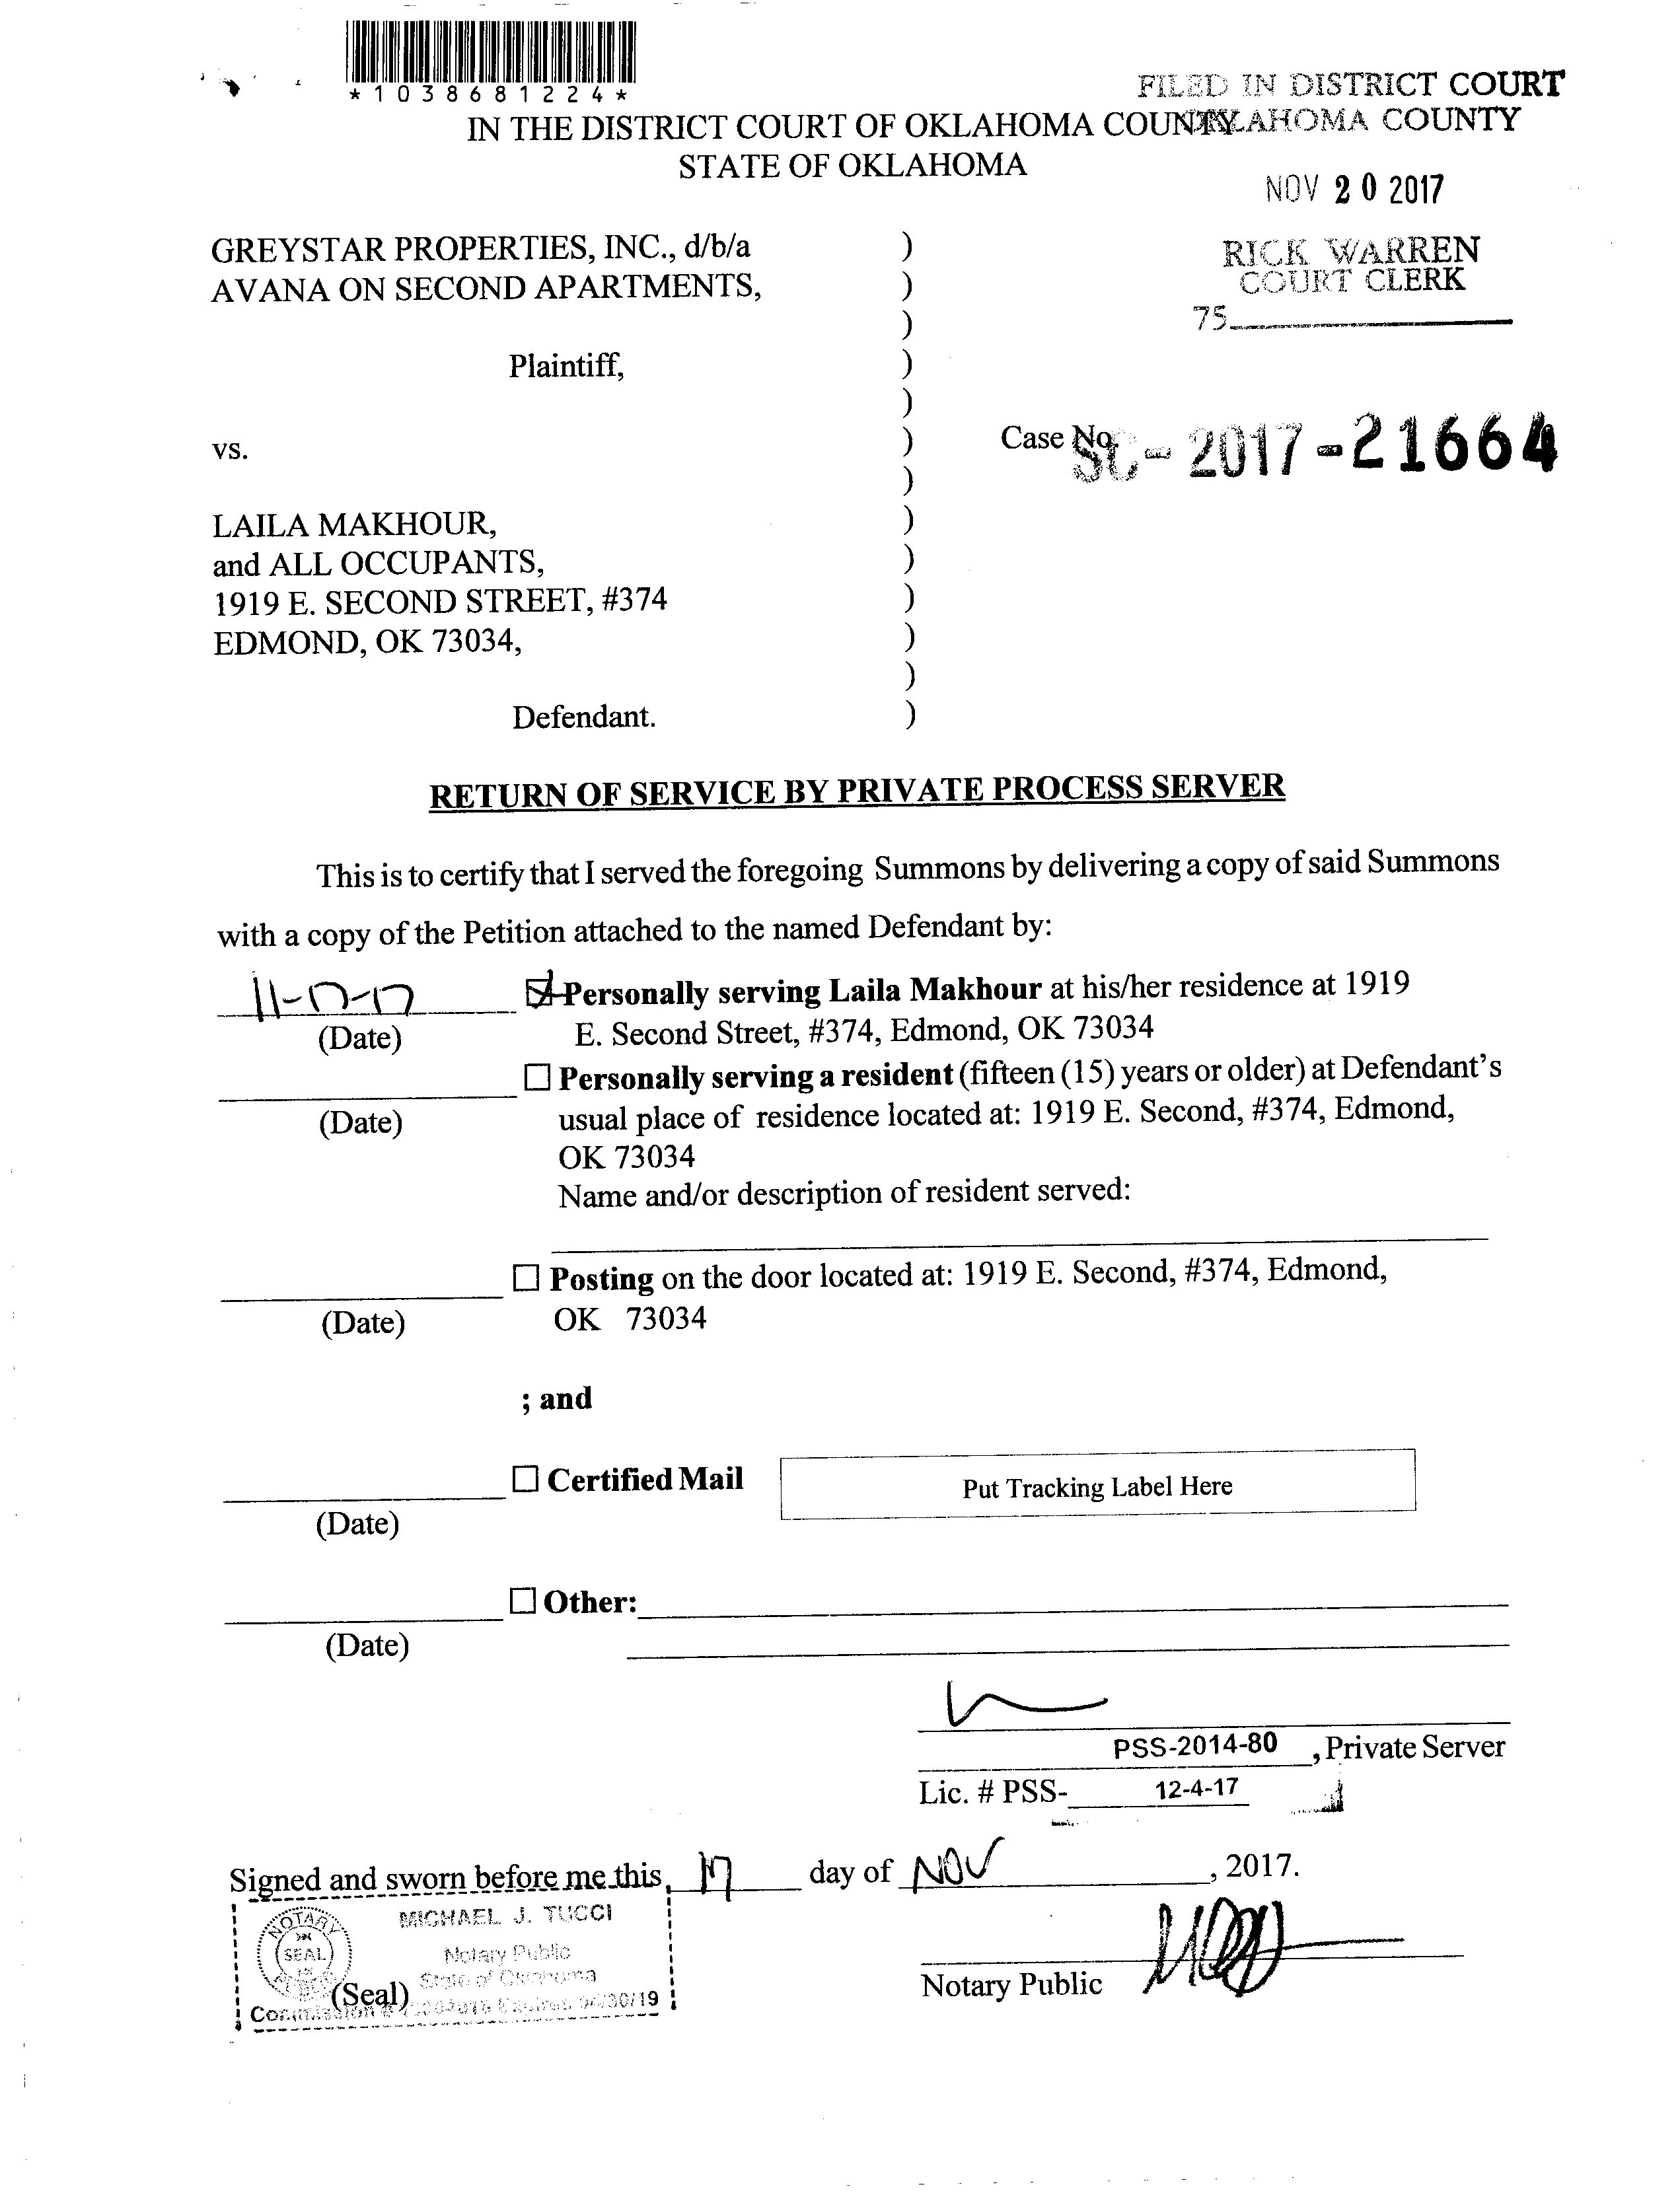 *1038681224*
FILED IN DISTRICT COURT
OKLAHOMA COUNTY
IN THE DISTRICT COURT OF OKLAHOMA COUNTY
STATE OF OKLAHOMA
NOV 20 2017
RICK WARREN
COURT CLERK
75
GREYSTAR PROPERTIES, INC., d/b/a )
AVANA ON SECOND APARTMENTS, )
)
Plaintiff, )
)
vs. ) Case No. SC-2017-21664
)
LAILA MAKHOUR, )
and ALL OCCUPANTS, )
1919 E. SECOND STREET, #374 )
EDMOND, OK 73034, )
)
Defendant. )
RETURN OF SERVICE BY PRIVATE PROCESS SERVER
This is to certify that I served the foregoing Summons by delivering a copy of said Summons
with a copy of the Petition attached to the named Defendant by:
11-17-17 ☑ Personally serving Laila Makhour at his/her residence at 1919
(Date) E. Second Street, #374, Edmond, OK 73034
☐ Personally serving a resident (fifteen (15) years or older) at Defendant's
(Date) usual place of residence located at: 1919 E. Second, #374, Edmond,
OK 73034
Name and/or description of resident served:
☐ Posting on the door located at: 1919 E. Second, #374, Edmond,
(Date) OK 73034
; and
☐ Certified Mail Put Tracking Label Here
(Date)
☐ Other:
(Date)
PSS-2014-80 , Private Server
Lic. # PSS- 12-4-17
Signed and sworn before me this 17 day of NOV , 2017.
NOTARY
SEAL
PUBLIC
MICHAEL J. TUCCI
Notary Public
State of Oklahoma
(Seal)
Commission # Expires 04/30/19
Notary Public